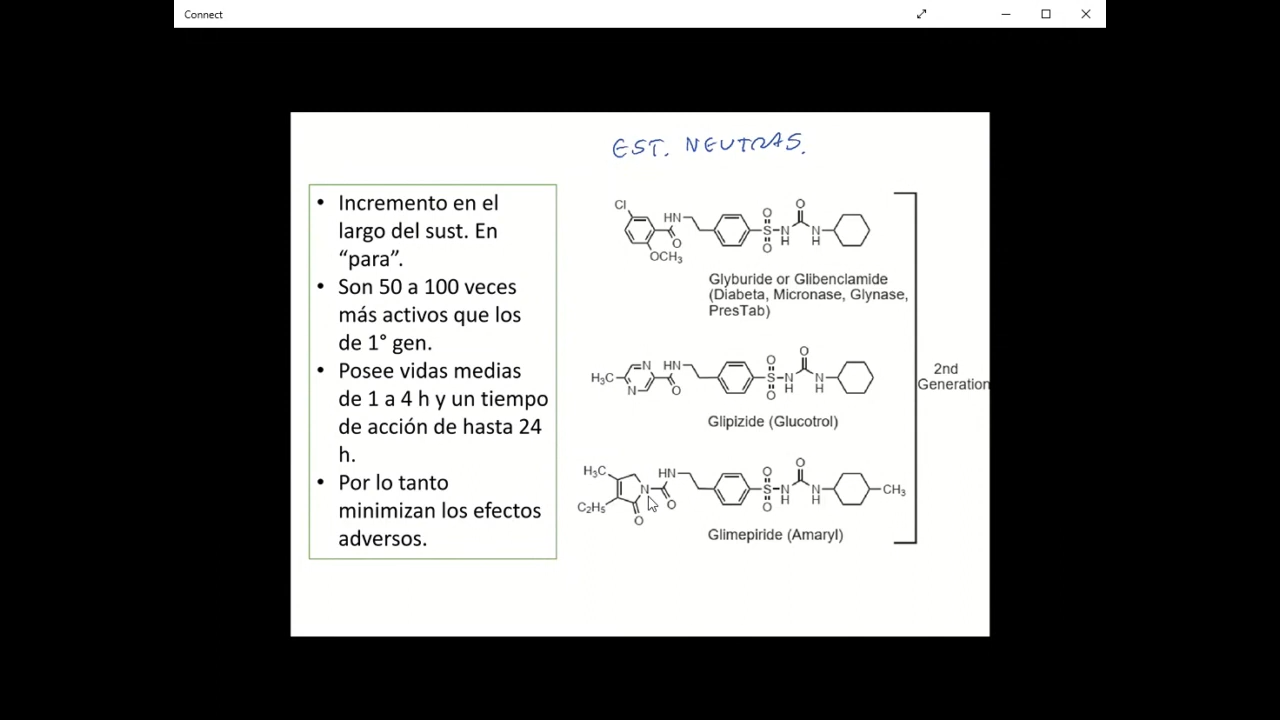 Connect
EST. NEUTRAS.
• Incremento en el
largo del sust. En
“para”.
• Son 50 a 100 veces
más activos que los
de 1° gen.
• Posee vidas medias
de 1 a 4 h y un tiempo
de acción de hasta 24
h.
• Por lo tanto
minimizan los efectos
adversos.
Cl
HN
O
OCH₃
O
S
O
N
H
O
N
H
Glyburide or Glibenclamide
(Diabeta, Micronase, Glynase,
PresTab)
H₃C
N
N
HN
O
O
S
O
N
H
O
N
H
Glipizide (Glucotrol)
H₃C
C₂H₅
N
O
HN
O
O
S
O
N
H
O
N
H
CH₃
Glimepiride (Amaryl)
2nd
Generation